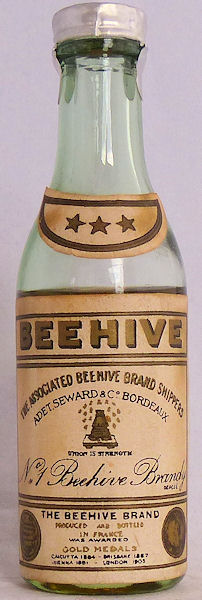 BEEHIVE
THE ASSOCIATED BEEHIVE BRAND SHIPPERS
ADET, SEWARD & Co BORDEAUX
UNION IS STRENGTH
No 1 Beehive Brandy
THE BEEHIVE BRAND
PRODUCED AND BOTTLED
IN FRANCE
WAS AWARDED
GOLD MEDALS
CALCUTTA 1884 - BRISBANE 1887
VIENNA 1881 - LONDON 1905